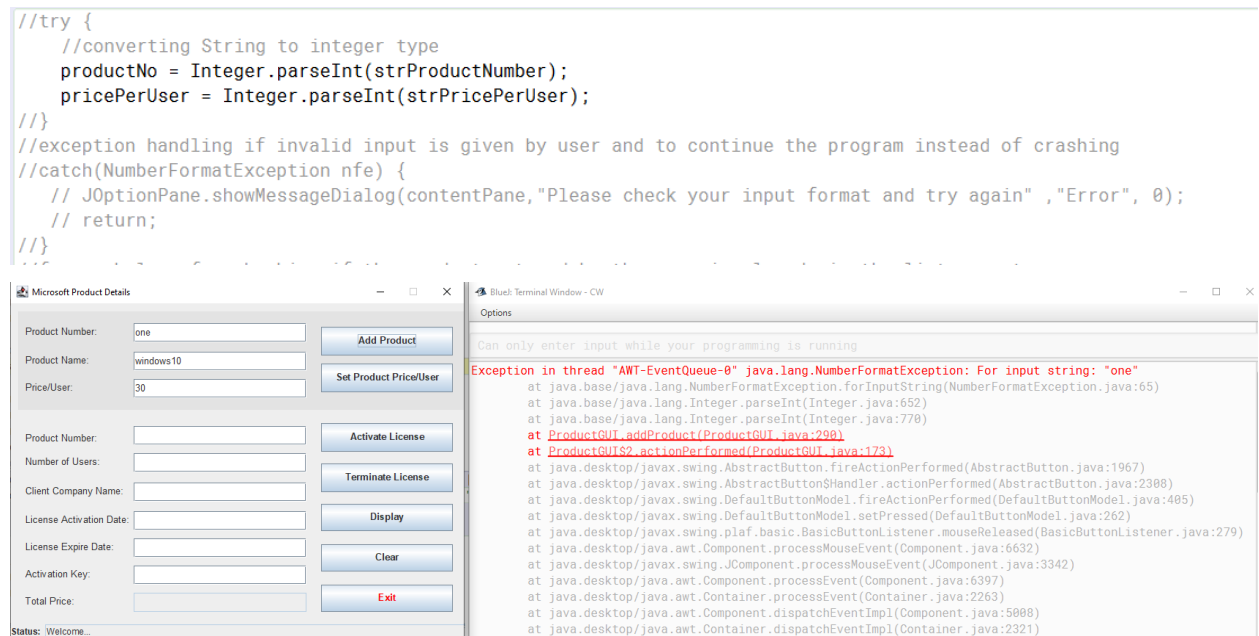 //try {
//converting String to integer type
productNo = Integer.parseInt(strProductNumber);
pricePerUser = Integer.parseInt(strPricePerUser);
//}
//exception handling if invalid input is given by user and to continue the program instead of crashing
//catch(NumberFormatException nfe) {
// JOptionPane.showMessageDialog(contentPane,"Please check your input format and try again" ,"Error", 0);
// return;
//}
Microsoft Product Details
Product Number:
one
Add Product
Product Name:
windows10
Set Product Price/User
Price/User:
30
Product Number:
Activate License
Number of Users:
Terminate License
Client Company Name:
License Activation Date:
Display
License Expire Date:
Clear
Activation Key:
Exit
Total Price:
Status: Welcome...
BlueJ: Terminal Window - CW
Options
Can only enter input while your programming is running
Exception in thread "AWT-EventQueue-0" java.lang.NumberFormatException: For input string: "one"
at java.base/java.lang.NumberFormatException.forInputString(NumberFormatException.java:65)
at java.base/java.lang.Integer.parseInt(Integer.java:652)
at java.base/java.lang.Integer.parseInt(Integer.java:770)
at ProductGUI.addProduct(ProductGUI.java:290)
at ProductGUI$2.actionPerformed(ProductGUI.java:173)
at java.desktop/javax.swing.AbstractButton.fireActionPerformed(AbstractButton.java:1967)
at java.desktop/javax.swing.AbstractButton$Handler.actionPerformed(AbstractButton.java:2308)
at java.desktop/javax.swing.DefaultButtonModel.fireActionPerformed(DefaultButtonModel.java:405)
at java.desktop/javax.swing.DefaultButtonModel.setPressed(DefaultButtonModel.java:262)
at java.desktop/javax.swing.plaf.basic.BasicButtonListener.mouseReleased(BasicButtonListener.java:279)
at java.desktop/java.awt.Component.processMouseEvent(Component.java:6632)
at java.desktop/javax.swing.JComponent.processMouseEvent(JComponent.java:3342)
at java.desktop/java.awt.Component.processEvent(Component.java:6397)
at java.desktop/java.awt.Container.processEvent(Container.java:2263)
at java.desktop/java.awt.Component.dispatchEventImpl(Component.java:5008)
at java.desktop/java.awt.Container.dispatchEventImpl(Container.java:2321)